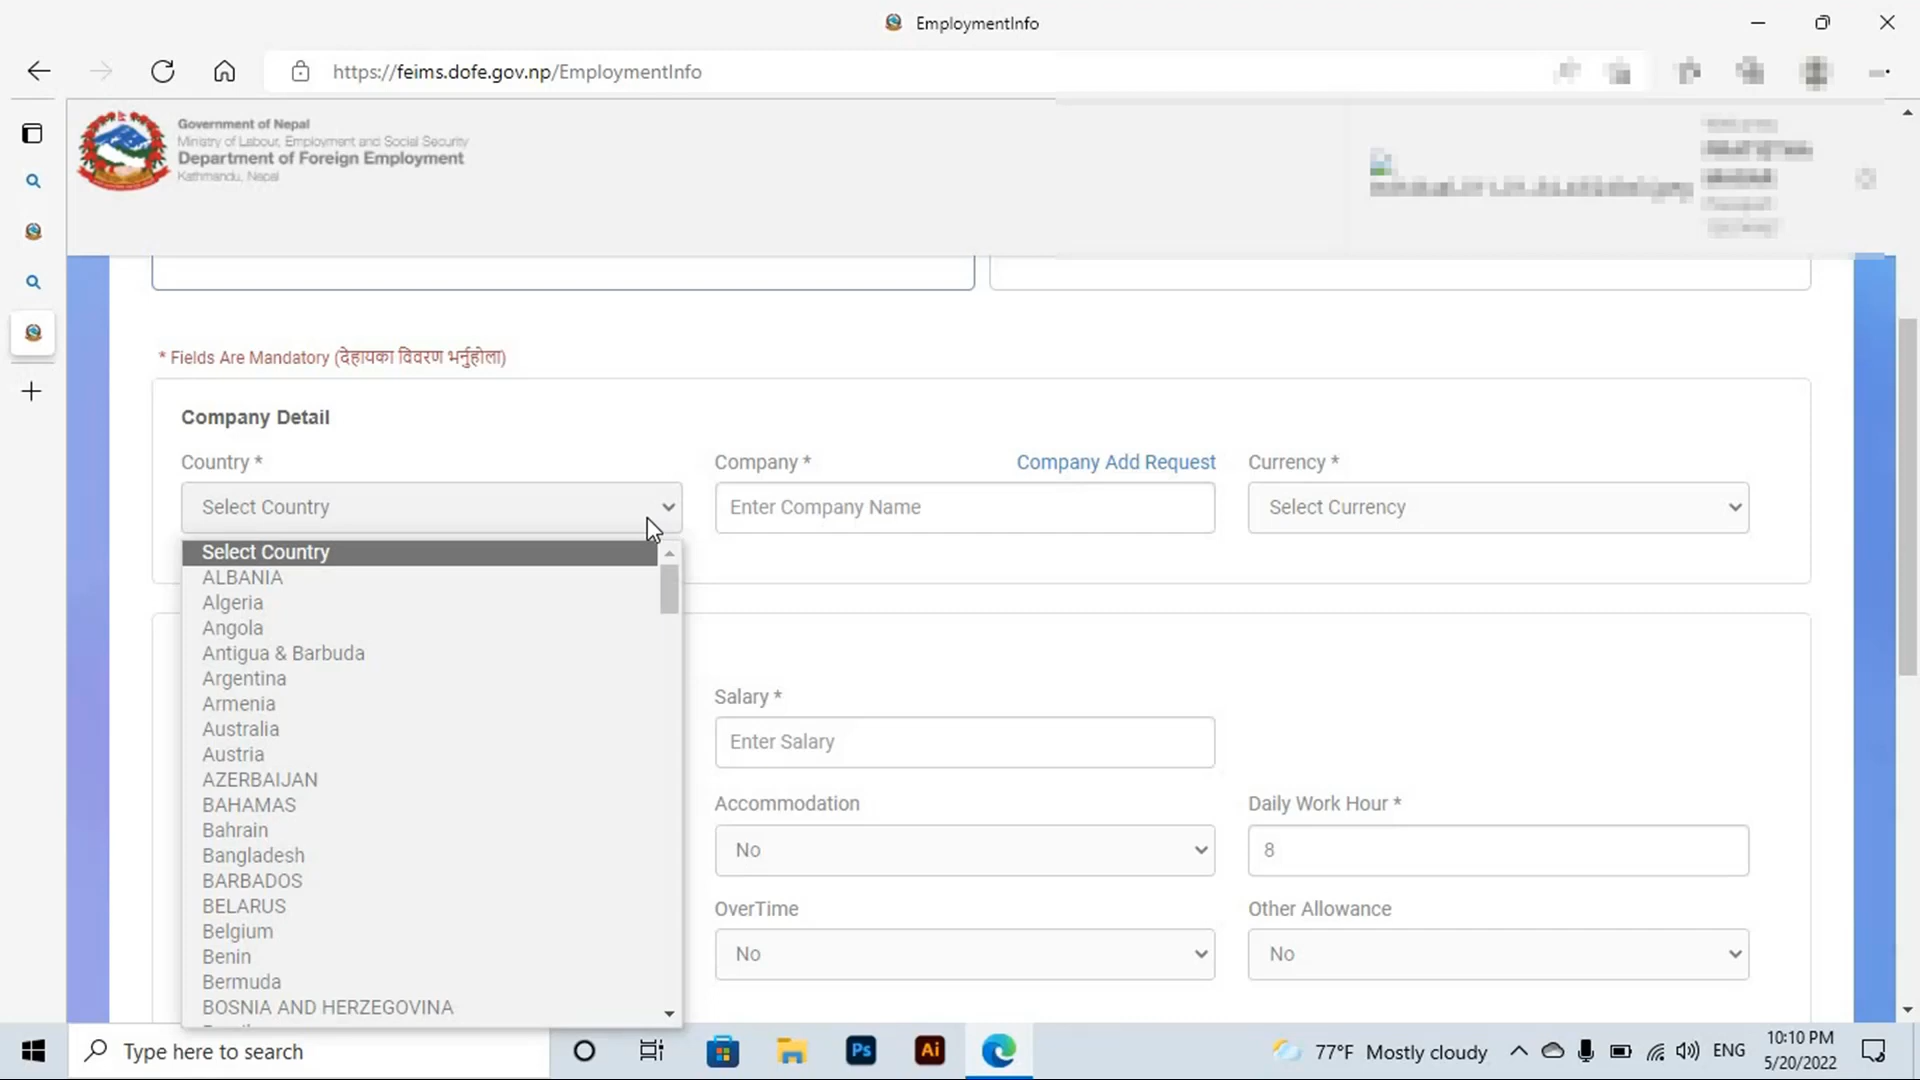 EmploymentInfo
https://feims.dofe.gov.np/EmploymentInfo
Government of Nepal
Ministry of Labour, Employment and Social Security
Department of Foreign Employment
Kathmandu, Nepal
* Fields Are Mandatory (देहायका विवरण भर्नुहोला)
Company Detail
Country *
Company *
Company Add Request
Currency *
Select Country
Enter Company Name
Select Currency
Select Country
ALBANIA
Algeria
Angola
Antigua & Barbuda
Argentina
Armenia
Australia
Austria
AZERBAIJAN
BAHAMAS
Bahrain
Bangladesh
BARBADOS
BELARUS
Belgium
Benin
Bermuda
BOSNIA AND HERZEGOVINA
Salary *
Enter Salary
Accommodation
Daily Work Hour *
No
8
OverTime
Other Allowance
No
No
Type here to search
Ps
Ai
77°F Mostly cloudy
ENG
10:10 PM
5/20/2022